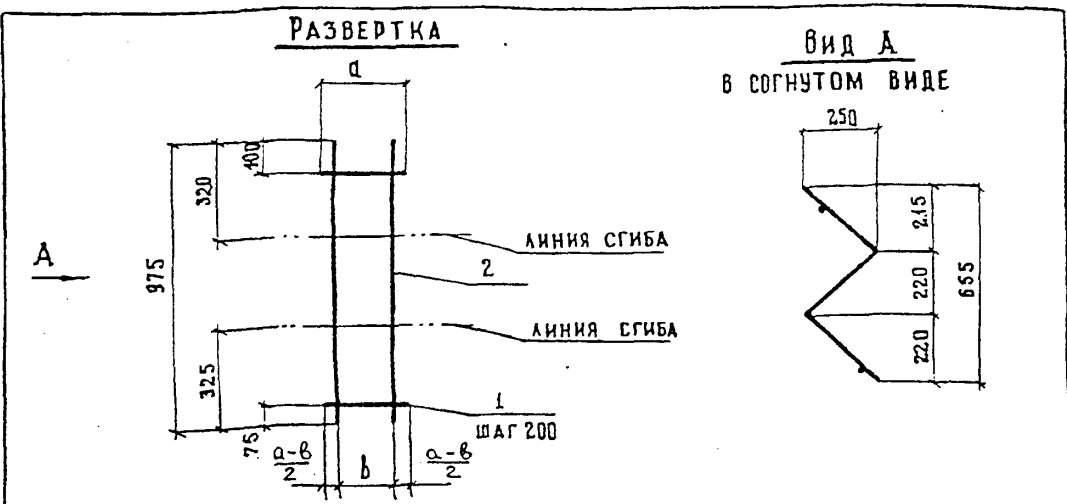 РАЗВЕРТКА
а
ВИД А
В СОГНУТОМ ВИДЕ
250
100
320
975
А
ЛИНИЯ СГИБА
2
ЛИНИЯ СГИБА
325
75
1
ШАГ 200
а-в
2
в
а-в
2
215
220
220
655